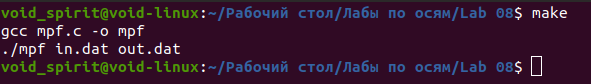 void_spirit@void-linux:~/Рабочий стол/Лабы по осям/Lab 08$ make
gcc mpf.c -o mpf
./mpf in.dat out.dat
void_spirit@void-linux:~/Рабочий стол/Лабы по осям/Lab 08$